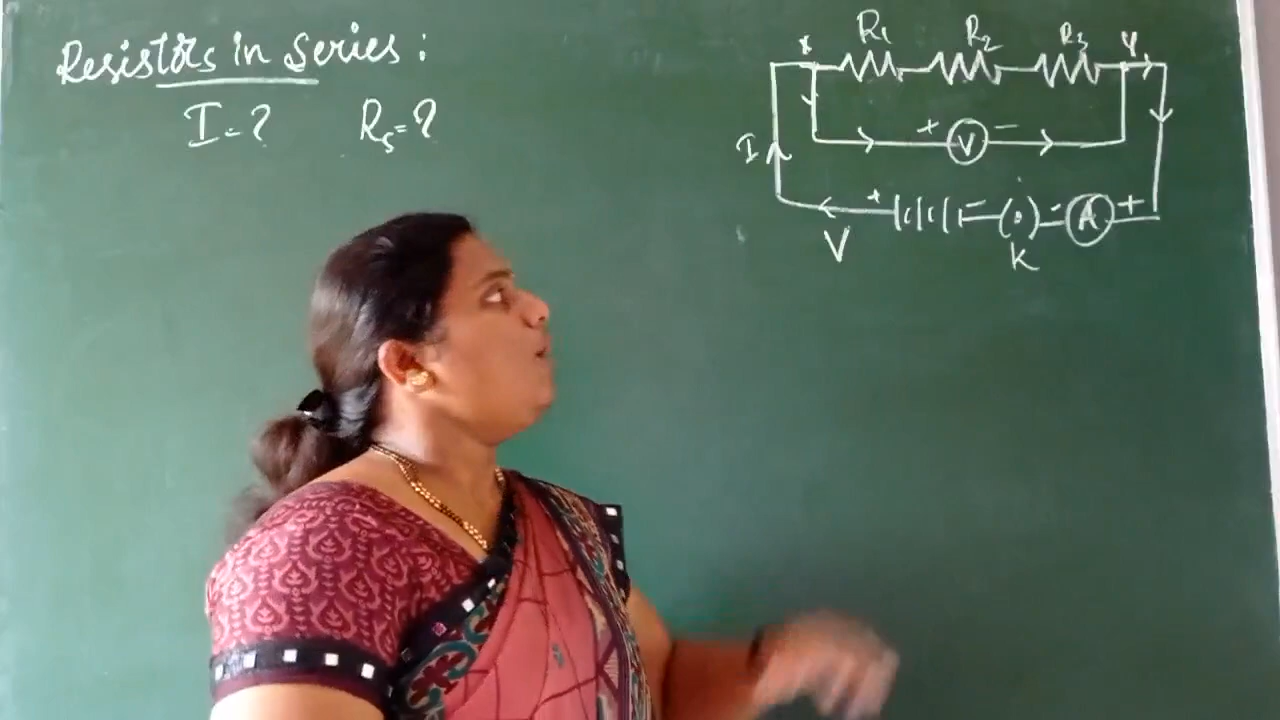 Resistors in Series :
I = ? Rs = ?
X R1 R2 R3 Y
+ V -
I
+ - - A +
V K